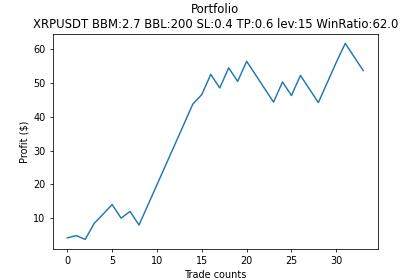 Portfolio
XRPUSDT BBM:2.7 BBL:200 SL:0.4 TP:0.6 lev:15 WinRatio:62.0
60
50
40
30
20
10
Profit ($)
0 5 10 15 20 25 30
Trade counts